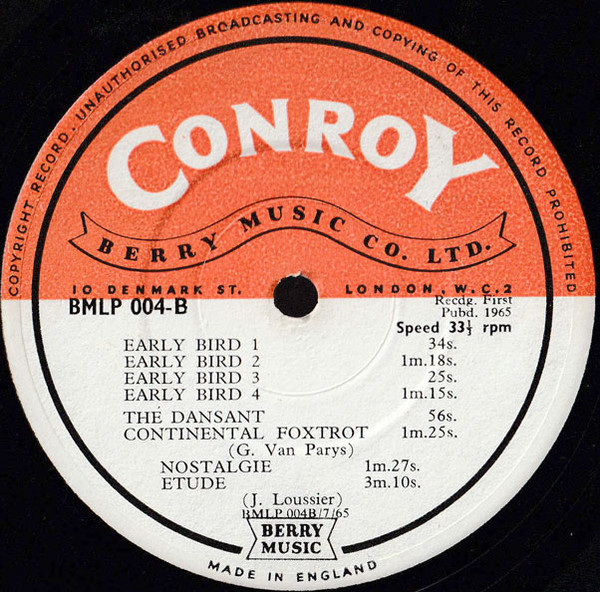 COPYRIGHT RECORD. UNAUTHORISED BROADCASTING AND COPYING OF THIS RECORD PROHIBITED
CONROY
BERRY MUSIC CO. LTD.
10 DENMARK ST. LONDON. W.C.2
BMLP 004-B
Recdg. First
Pubd. 1965
Speed 33⅓ rpm
EARLY BIRD 1 34s.
EARLY BIRD 2 1m.18s.
EARLY BIRD 3 25s.
EARLY BIRD 4 1m.15s.
THE DANSANT 56s.
CONTINENTAL FOXTROT 1m.25s.
(G. Van Parys)
NOSTALGIE 1m.27s.
ETUDE 3m.10s.
(J. Loussier)
BMLP 004B/7/65
BERRY
MUSIC
MADE IN ENGLAND